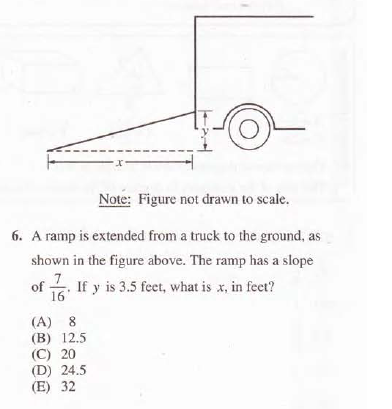 y
x
Note: Figure not drawn to scale.
6. A ramp is extended from a truck to the ground, as
shown in the figure above. The ramp has a slope
of 7/16. If y is 3.5 feet, what is x, in feet?
(A) 8
(B) 12.5
(C) 20
(D) 24.5
(E) 32